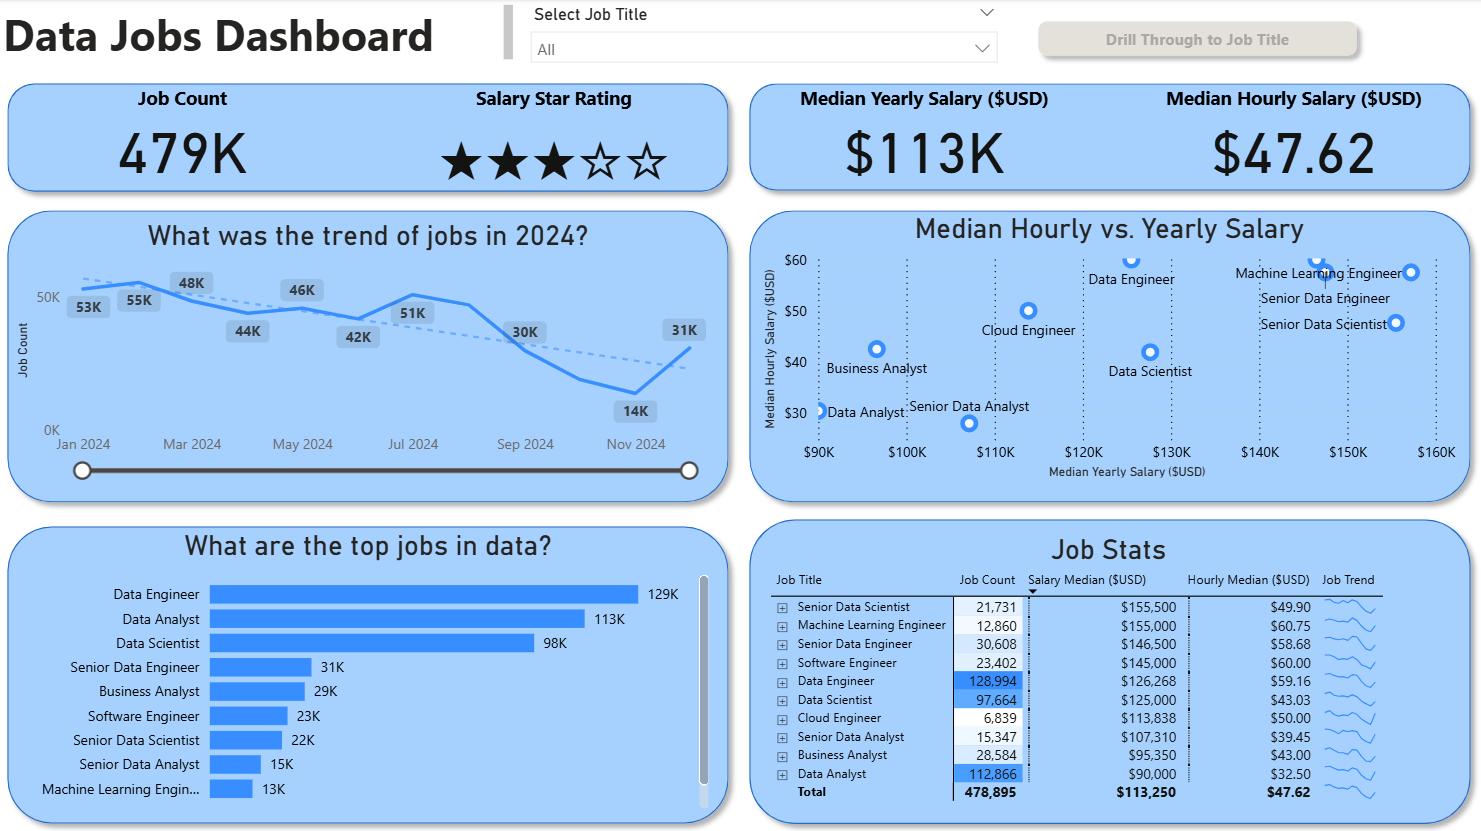 Data Jobs Dashboard
Select Job Title
All
Drill Through to Job Title
Job Count
479K
Salary Star Rating
Median Yearly Salary ($USD)
$113K
Median Hourly Salary ($USD)
$47.62
What was the trend of jobs in 2024?
Job Count
50K
0K
53K
55K
48K
44K
46K
42K
51K
30K
14K
31K
Jan 2024
Mar 2024
May 2024
Jul 2024
Sep 2024
Nov 2024
Median Hourly vs. Yearly Salary
Median Hourly Salary ($USD)
$60
$50
$40
$30
Data Engineer
Machine Learning Engineer
Senior Data Engineer
Cloud Engineer
Senior Data Scientist
Business Analyst
Data Scientist
Data Analyst
Senior Data Analyst
$90K
$100K
$110K
$120K
$130K
$140K
$150K
$160K
Median Yearly Salary ($USD)
What are the top jobs in data?
Data Engineer 129K
Data Analyst 113K
Data Scientist 98K
Senior Data Engineer 31K
Business Analyst 29K
Software Engineer 23K
Senior Data Scientist 22K
Senior Data Analyst 15K
Machine Learning Engin... 13K
Job Stats
Job Title Job Count Salary Median ($USD) Hourly Median ($USD) Job Trend
Senior Data Scientist 21,731 $155,500 $49.90
Machine Learning Engineer 12,860 $155,000 $60.75
Senior Data Engineer 30,608 $146,500 $58.68
Software Engineer 23,402 $145,000 $60.00
Data Engineer 128,994 $126,268 $59.16
Data Scientist 97,664 $125,000 $43.03
Cloud Engineer 6,839 $113,838 $50.00
Senior Data Analyst 15,347 $107,310 $39.45
Business Analyst 28,584 $95,350 $43.00
Data Analyst 112,866 $90,000 $32.50
Total 478,895 $113,250 $47.62